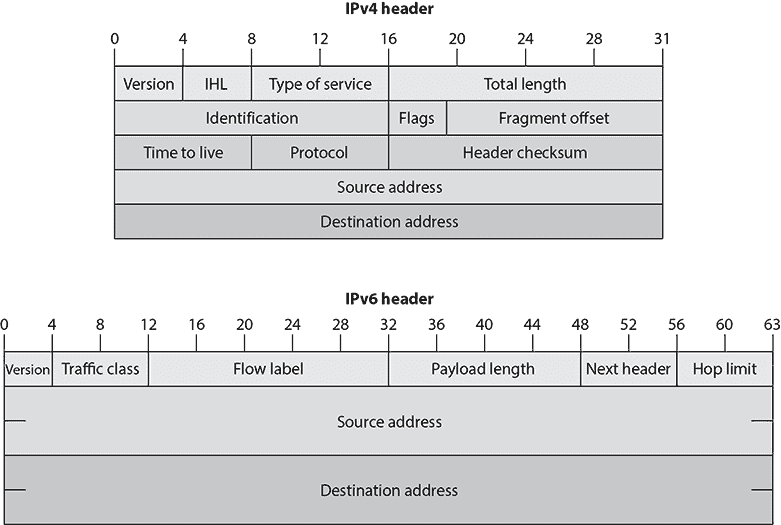 IPv4 header
0 4 8 12 16 20 24 28 31
Version IHL Type of service Total length
Identification Flags Fragment offset
Time to live Protocol Header checksum
Source address
Destination address
IPv6 header
0 4 8 12 16 20 24 28 32 36 40 44 48 52 56 60 63
Version Traffic class Flow label Payload length Next header Hop limit
Source address
Destination address